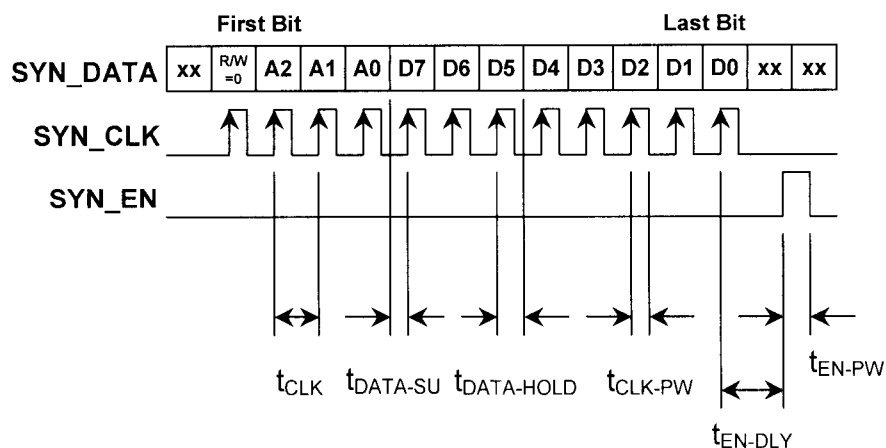 First Bit Last Bit
SYN_DATA xx R/W =0 A2 A1 A0 D7 D6 D5 D4 D3 D2 D1 D0 xx xx
SYN_CLK
SYN_EN
tCLK tDATA-SU tDATA-HOLD tCLK-PW tEN-PW
tEN-DLY